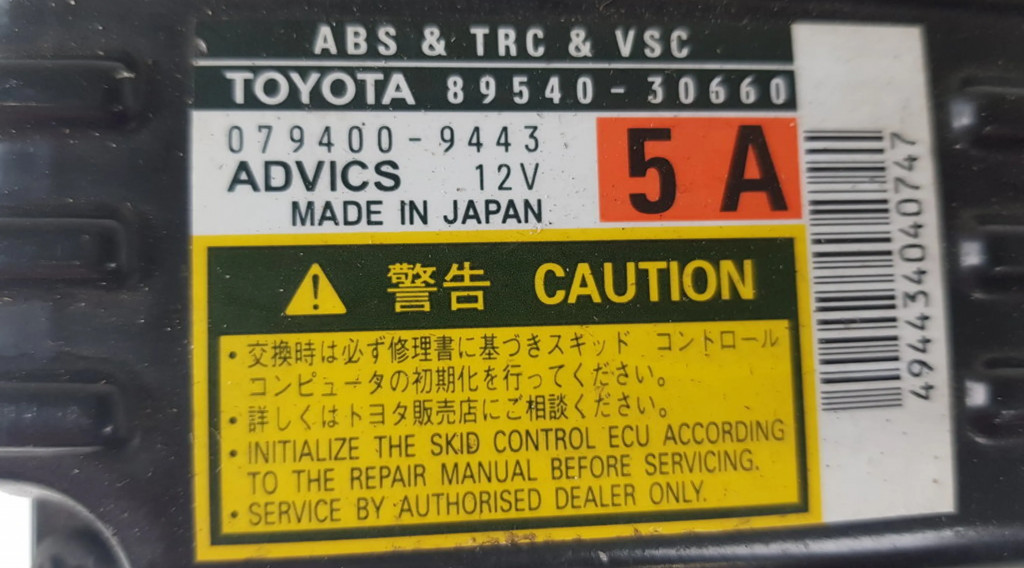 ABS & TRC & VSC
TOYOTA 89540-30660
079400-9443
ADVICS 12V
MADE IN JAPAN
5 A
494434040747
警告 CAUTION
・交換時は必ず修理書に基づきスキッド コントロール
コンピュータの初期化を行ってください。
・詳しくはトヨタ販売店にご相談ください。
・INITIALIZE THE SKID CONTROL ECU ACCORDING
TO THE REPAIR MANUAL BEFORE SERVICING.
・SERVICE BY AUTHORISED DEALER ONLY.